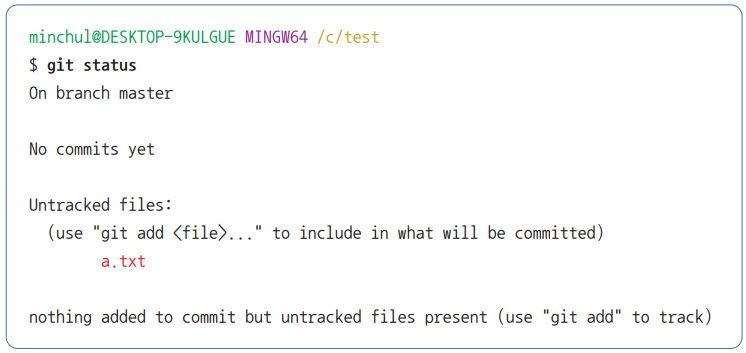 minchul@DESKTOP-9KULGUE MINGW64 /c/test
$ git status
On branch master
No commits yet
Untracked files:
(use "git add <file>..." to include in what will be committed)
a.txt
nothing added to commit but untracked files present (use "git add" to track)